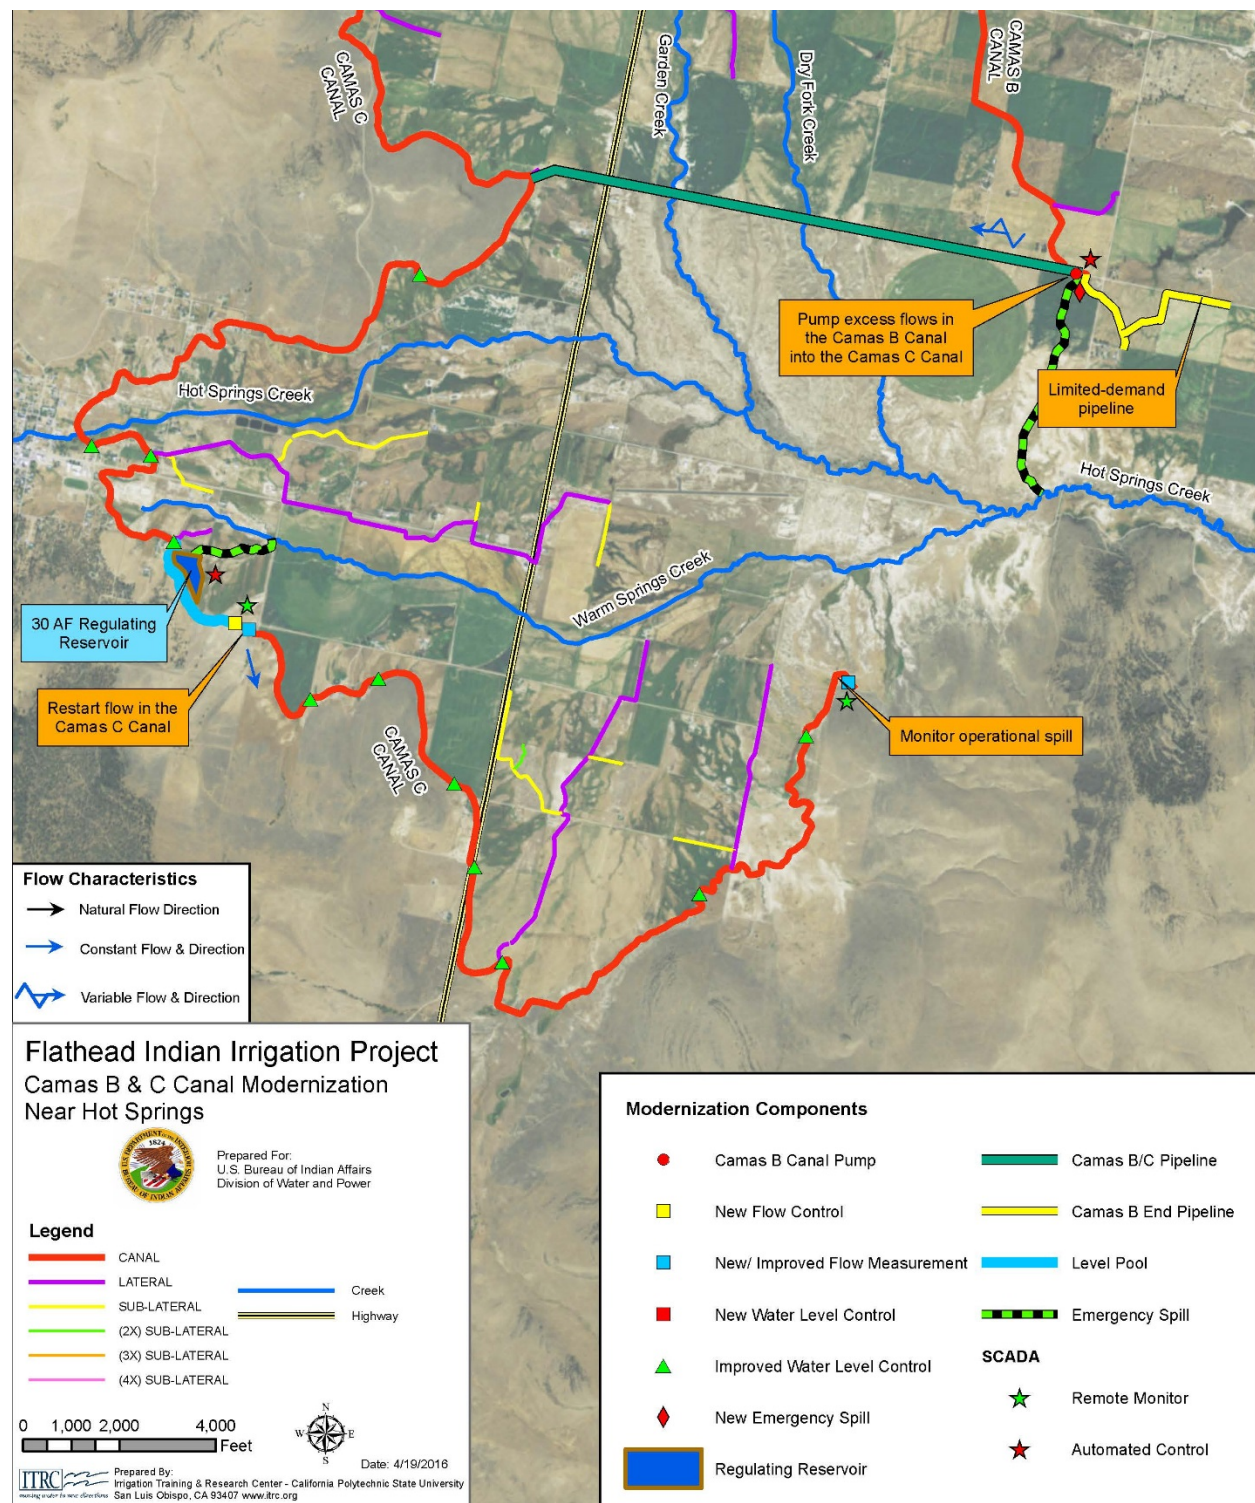 CAMAS C
CANAL
Garden Creek
Dry Fork Creek
CAMAS B
CANAL
Pump excess flows in
the Camas B Canal
into the Camas C Canal
Limited-demand
pipeline
Hot Springs Creek
Hot Springs Creek
Warm Springs Creek
30 AF Regulating
Reservoir
Restart flow in the
Camas C Canal
CAMAS C
CANAL
Monitor operational spill
Flow Characteristics
Natural Flow Direction
Constant Flow & Direction
Variable Flow & Direction
Flathead Indian Irrigation Project
Camas B & C Canal Modernization
Near Hot Springs
Prepared For:
U.S. Bureau of Indian Affairs
Division of Water and Power
Legend
CANAL
LATERAL
SUB-LATERAL
(2X) SUB-LATERAL
(3X) SUB-LATERAL
(4X) SUB-LATERAL
Creek
Highway
0 1,000 2,000 4,000
Feet
N
W E
S
Date: 4/19/2016
ITRC
moving water in new directions
Prepared By:
Irrigation Training & Research Center - California Polytechnic State University
San Luis Obispo, CA 93407 www.itrc.org
Modernization Components
Camas B Canal Pump
New Flow Control
New/ Improved Flow Measurement
New Water Level Control
Improved Water Level Control
New Emergency Spill
Regulating Reservoir
Camas B/C Pipeline
Camas B End Pipeline
Level Pool
Emergency Spill
SCADA
Remote Monitor
Automated Control